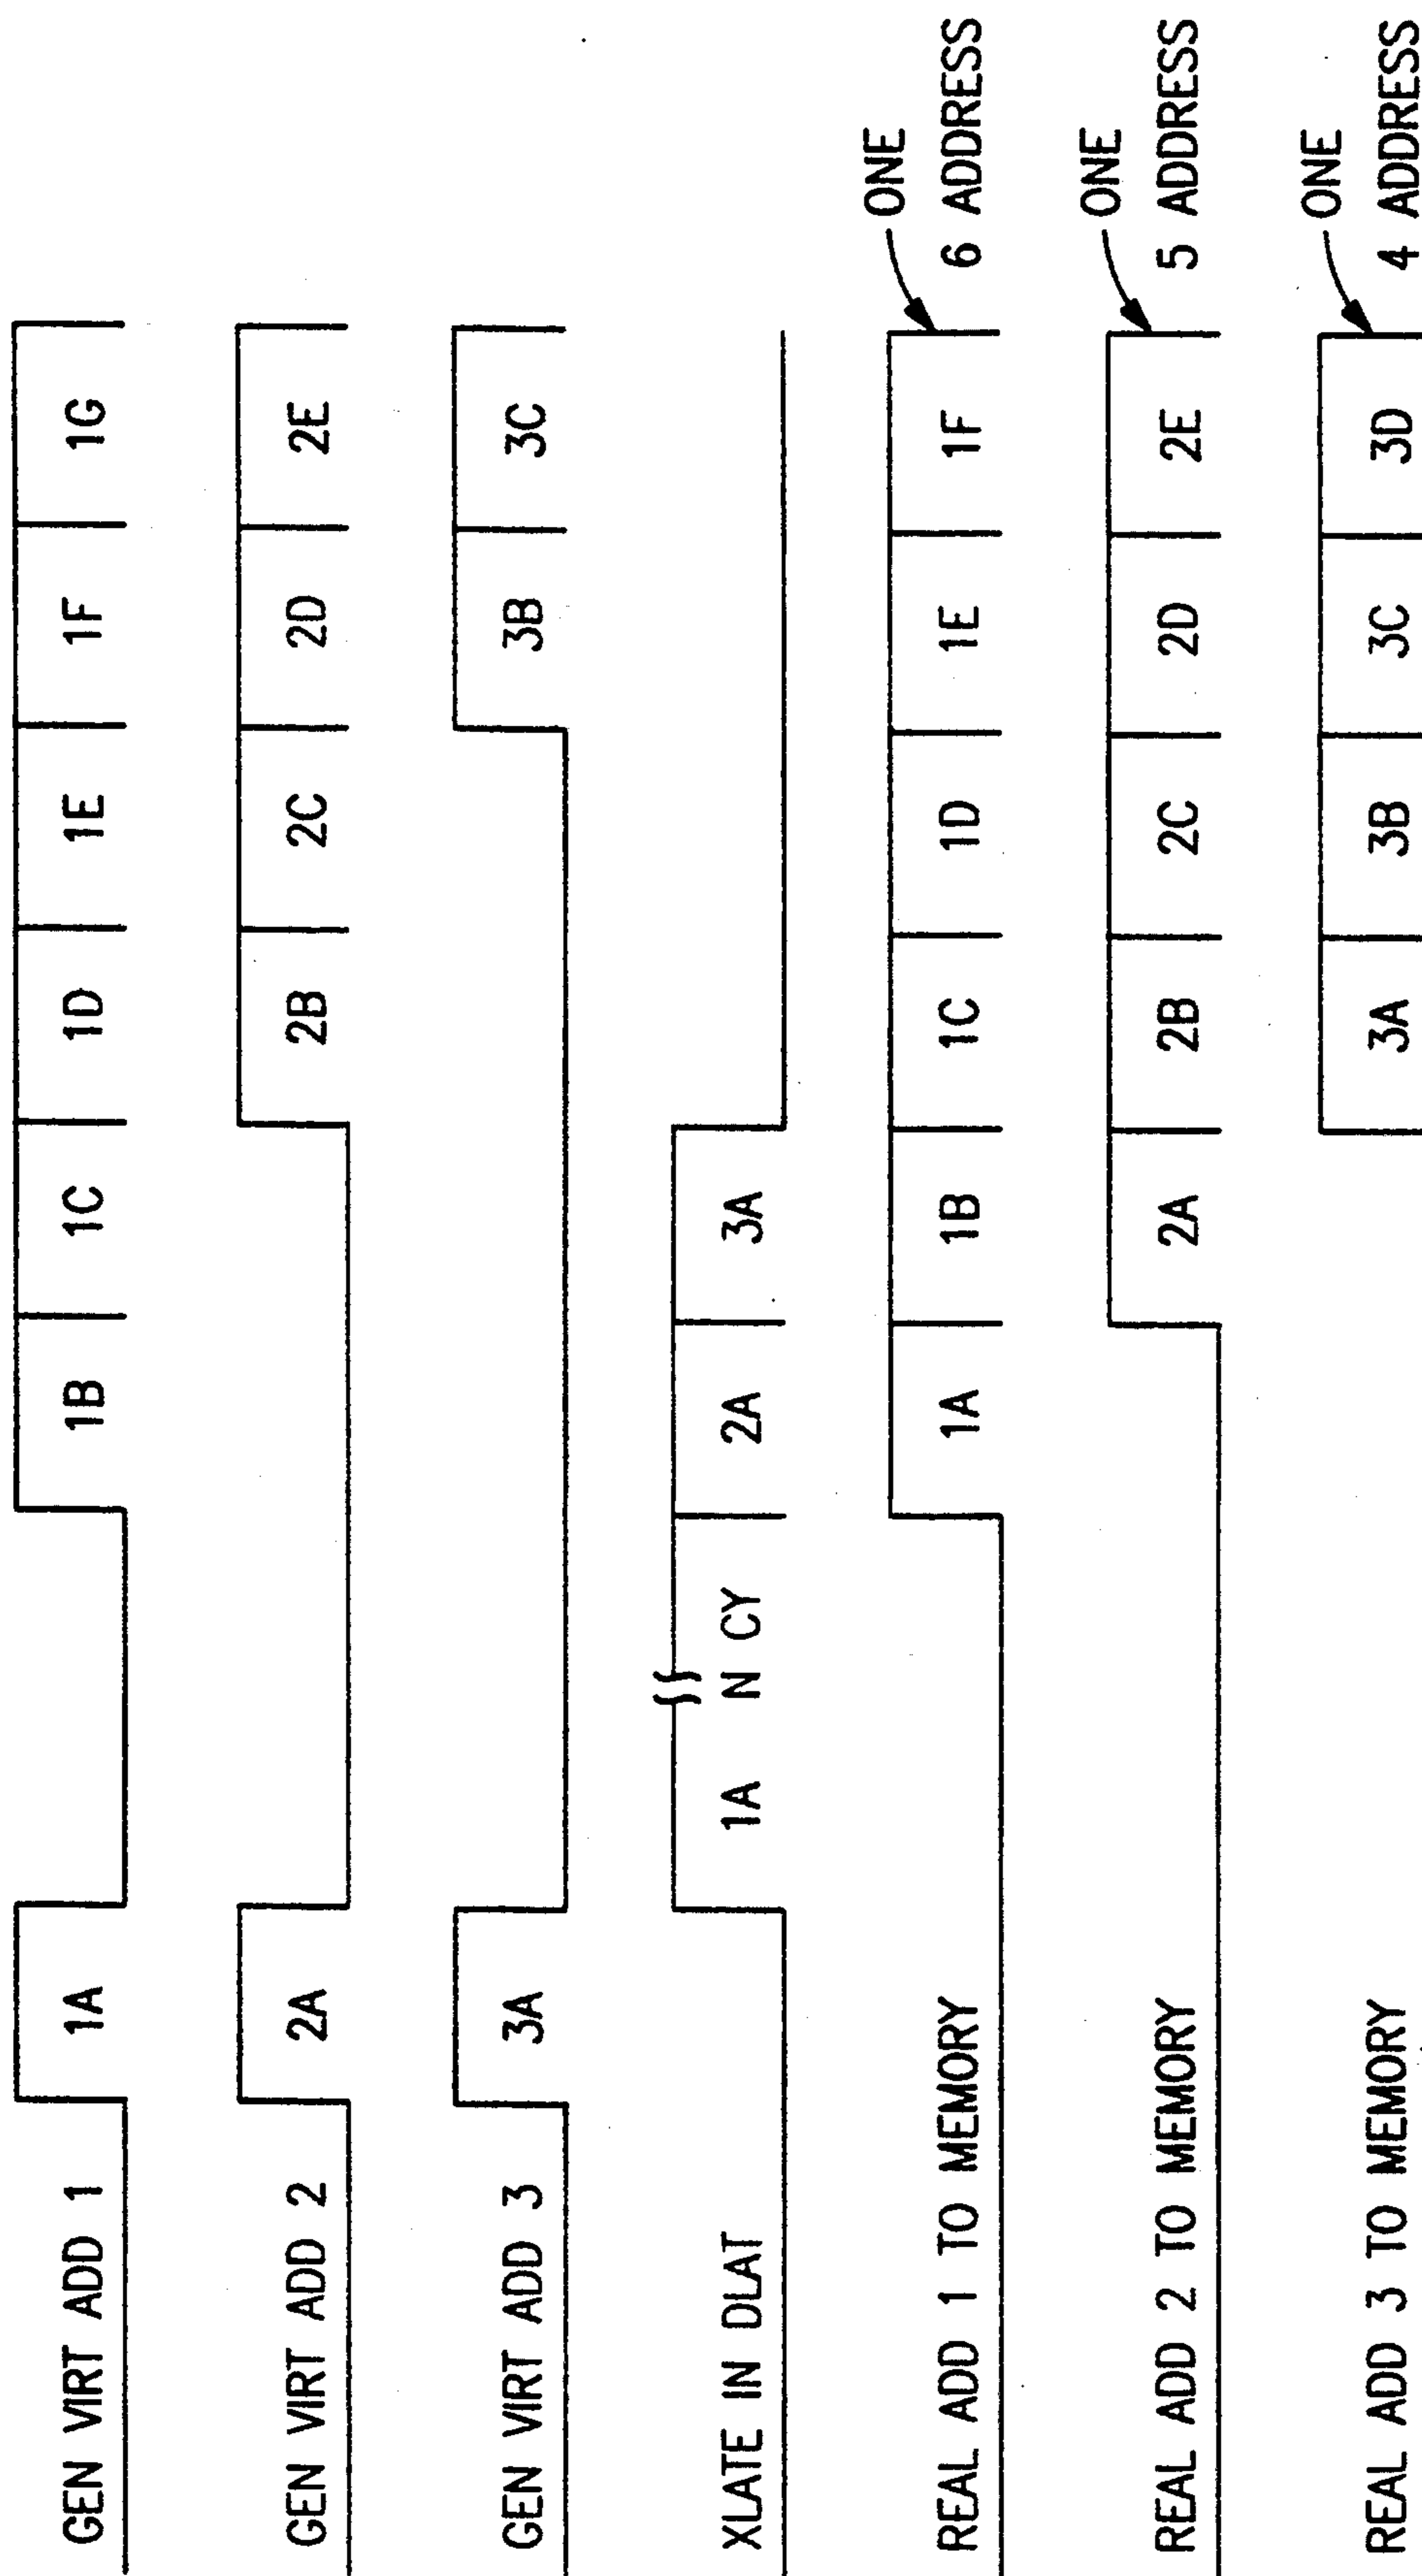 GEN VIRT ADD 1 1A 1B 1C 1D 1E 1F 1G
GEN VIRT ADD 2 2A 2B 2C 2D 2E
GEN VIRT ADD 3 3A 3B 3C
XLATE IN DLAT 1A N CY 2A 3A
ONE
REAL ADD 1 TO MEMORY 1A 1B 1C 1D 1E 1F 6 ADDRESS
ONE
REAL ADD 2 TO MEMORY 2A 2B 2C 2D 2E 5 ADDRESS
ONE
REAL ADD 3 TO MEMORY 3A 3B 3C 3D 4 ADDRESS